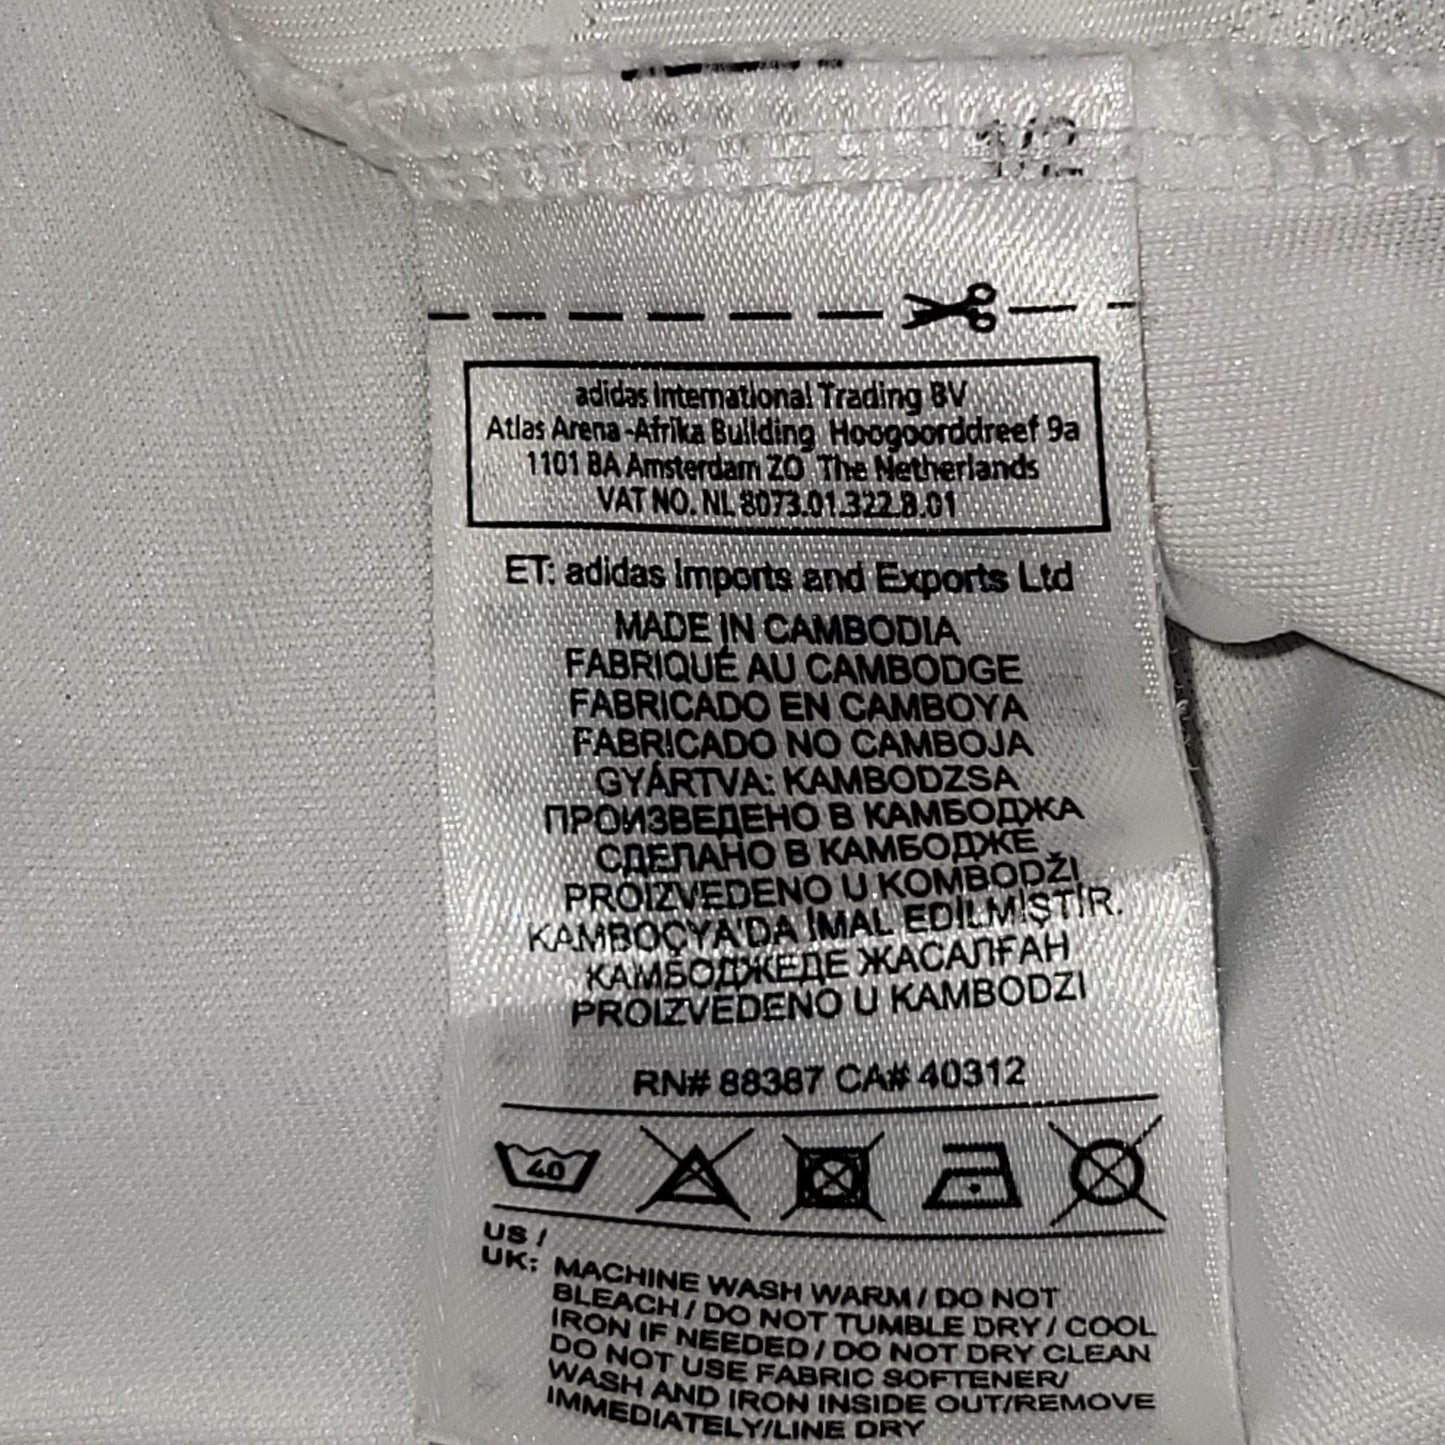 1/2
adidas International Trading BV
Atlas Arena-Afrika Building Hoogoorddreef 9a
1101 BA Amsterdam ZO The Netherlands
VAT NO. NL 8073.01.322.B.01
ET: adidas Imports and Exports Ltd
MADE IN CAMBODIA
FABRIQUÉ AU CAMBODGE
FABRICADO EN CAMBOYA
FABRICADO NO CAMBOJA
GYÁRTVA: KAMBODZSA
ПРОИЗВЕДЕНО В КАМБОДЖА
СДЕЛАНО В КАМБОДЖЕ
PROIZVEDENO U KOMBODŽI
KAMBOÇYA'DA İMAL EDİLMİŞTİR.
КАМБОДЖЕДЕ ЖАСАЛҒАН
PROIZVEDENO U KAMBODZI
RN# 88387 CA# 40312
40
US /
UK: MACHINE WASH WARM / DO NOT
BLEACH / DO NOT TUMBLE DRY / COOL
IRON IF NEEDED / DO NOT DRY CLEAN
DO NOT USE FABRIC SOFTENER/
WASH AND IRON INSIDE OUT/REMOVE
IMMEDIATELY/LINE DRY